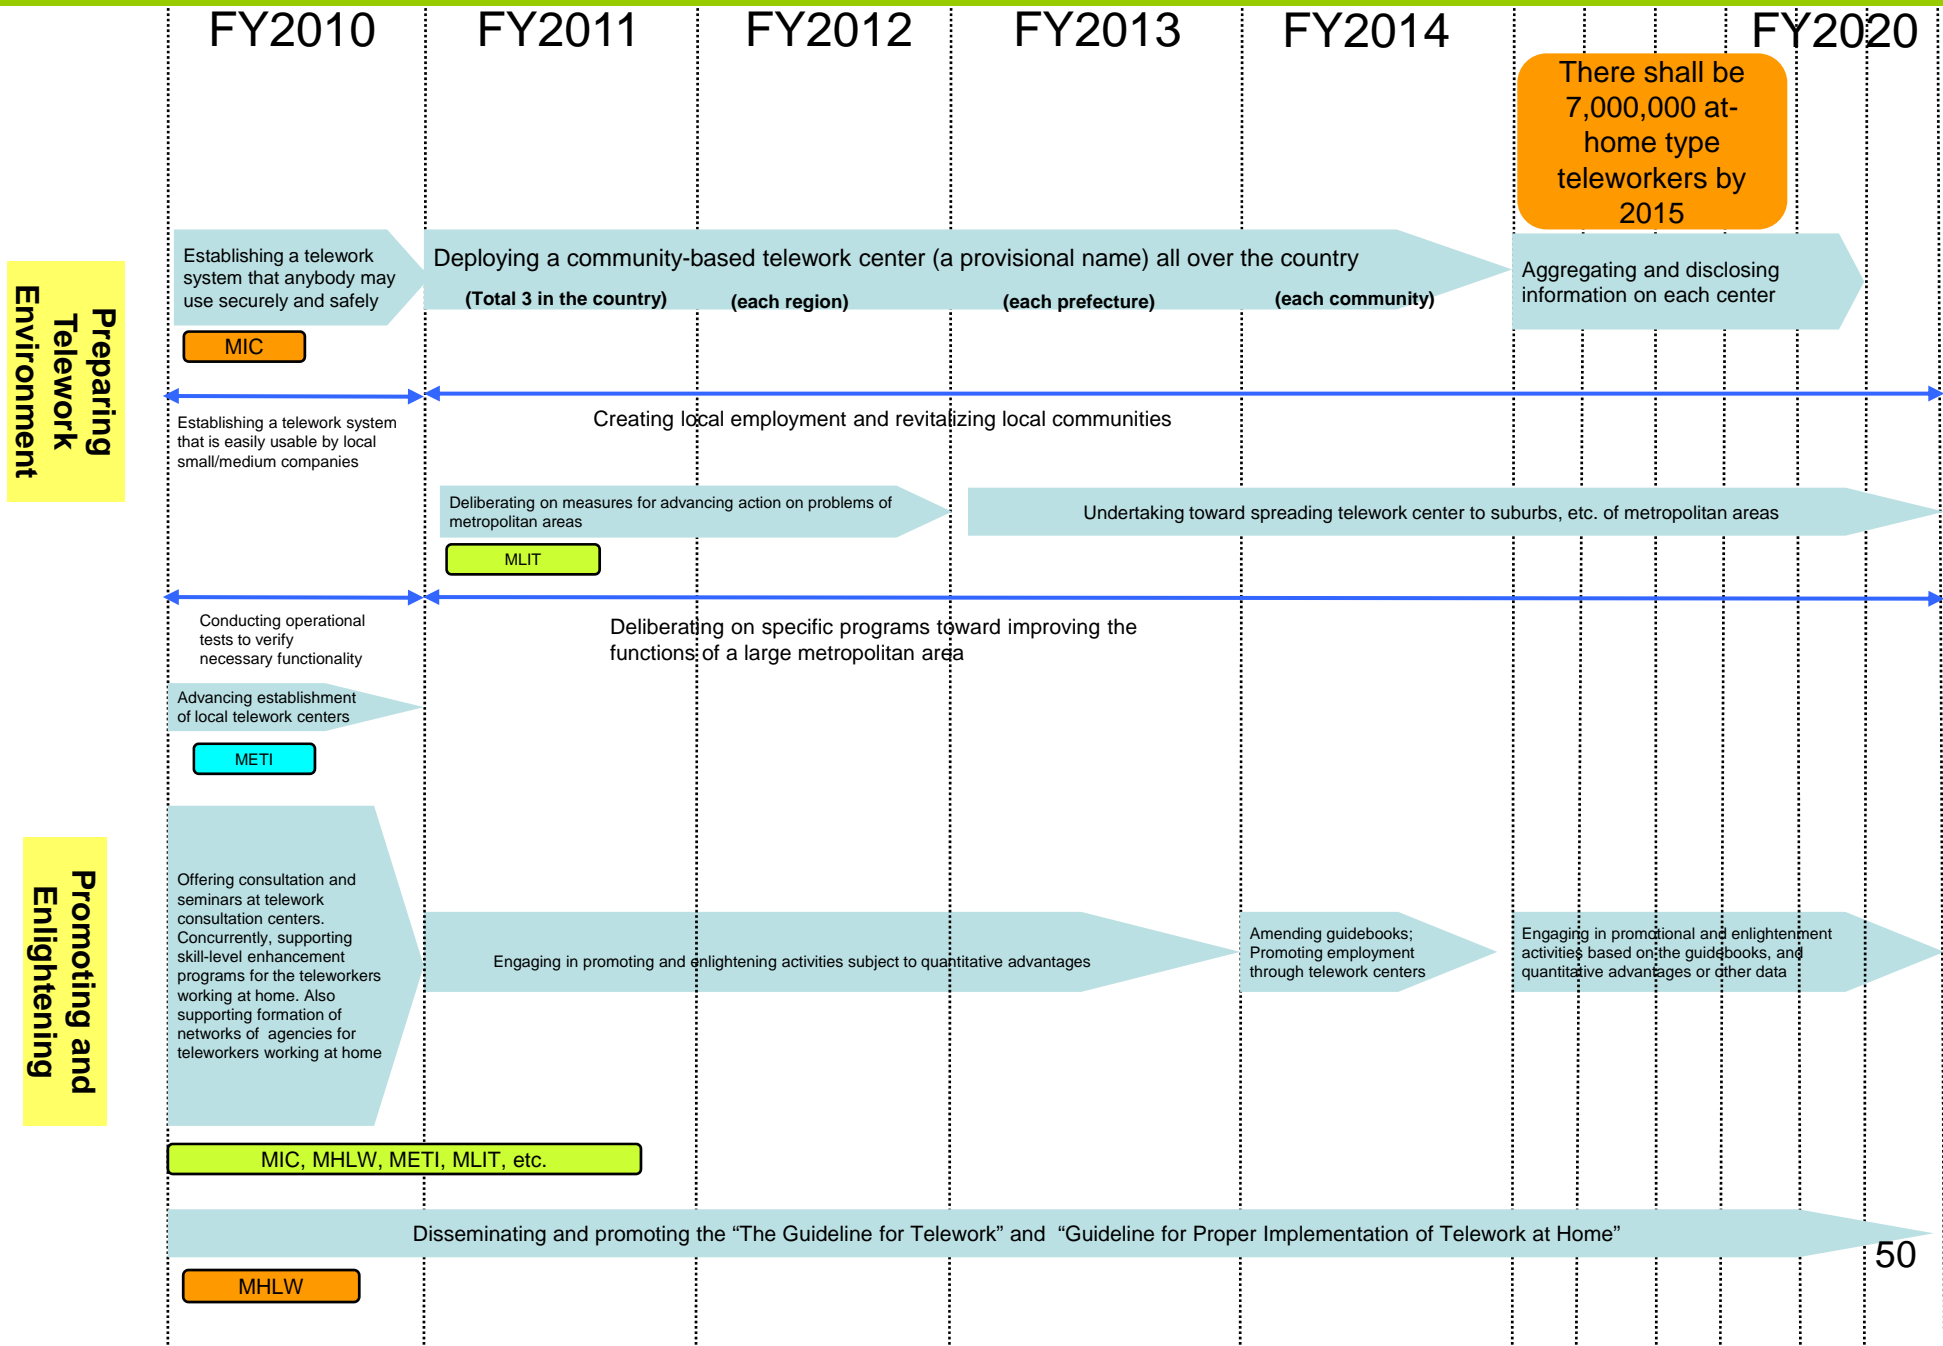 FY2010
FY2011
FY2012
FY2013
FY2014
FY2020
There shall be
7,000,000 at-
home type
teleworkers by
2015
Preparing
Telework
Environment
Establishing a telework
system that anybody may
use securely and safely
Deploying a community-based telework center (a provisional name) all over the country
(Total 3 in the country)
(each region)
(each prefecture)
(each community)
Aggregating and disclosing
information on each center
MIC
Establishing a telework system
that is easily usable by local
small/medium companies
Creating local employment and revitalizing local communities
Deliberating on measures for advancing action on problems of
metropolitan areas
Undertaking toward spreading telework center to suburbs, etc. of metropolitan areas
MLIT
Conducting operational
tests to verify
necessary functionality
Deliberating on specific programs toward improving the
functions of a large metropolitan area
Advancing establishment
of local telework centers
METI
Promoting and
Enlightening
Offering consultation and
seminars at telework
consultation centers.
Concurrently, supporting
skill-level enhancement
programs for the teleworkers
working at home. Also
supporting formation of
networks of  agencies for
teleworkers working at home
Engaging in promoting and enlightening activities subject to quantitative advantages
Amending guidebooks;
Promoting employment
through telework centers
Engaging in promotional and enlightenment
activities based on the guidebooks, and
quantitative advantages or other data
MIC, MHLW, METI, MLIT, etc.
Disseminating and promoting the “The Guideline for Telework” and  “Guideline for Proper Implementation of Telework at Home”
50
MHLW